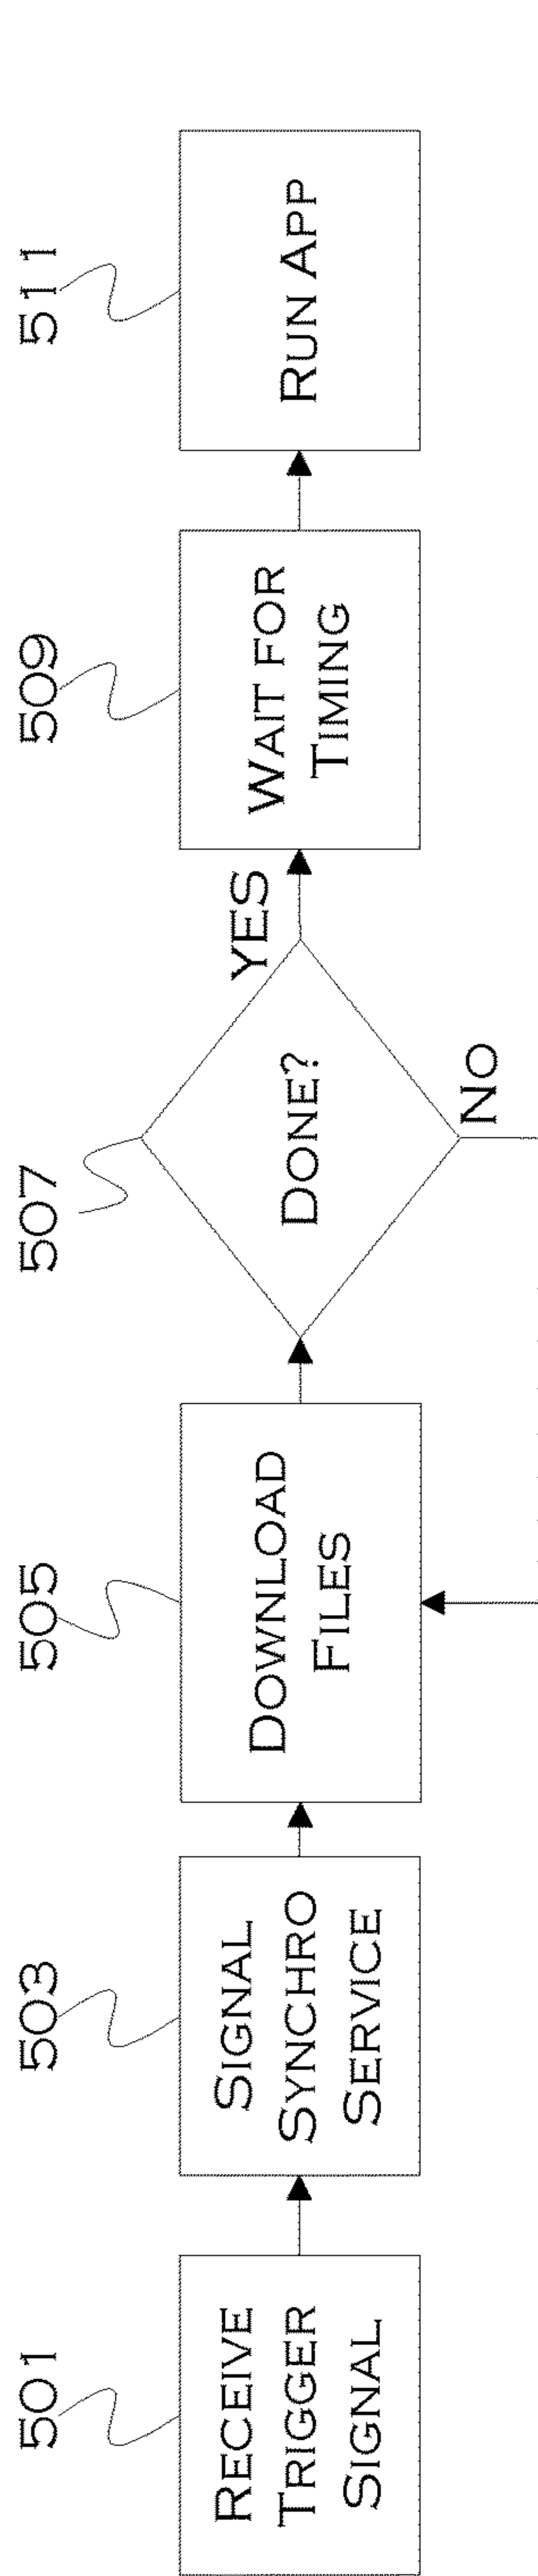 501
RECEIVE
TRIGGER
SIGNAL
503
SIGNAL
SYNCHRO
SERVICE
505
DOWNLOAD
FILES
507
DONE?
YES
NO
509
WAIT FOR
TIMING
511
RUN APP